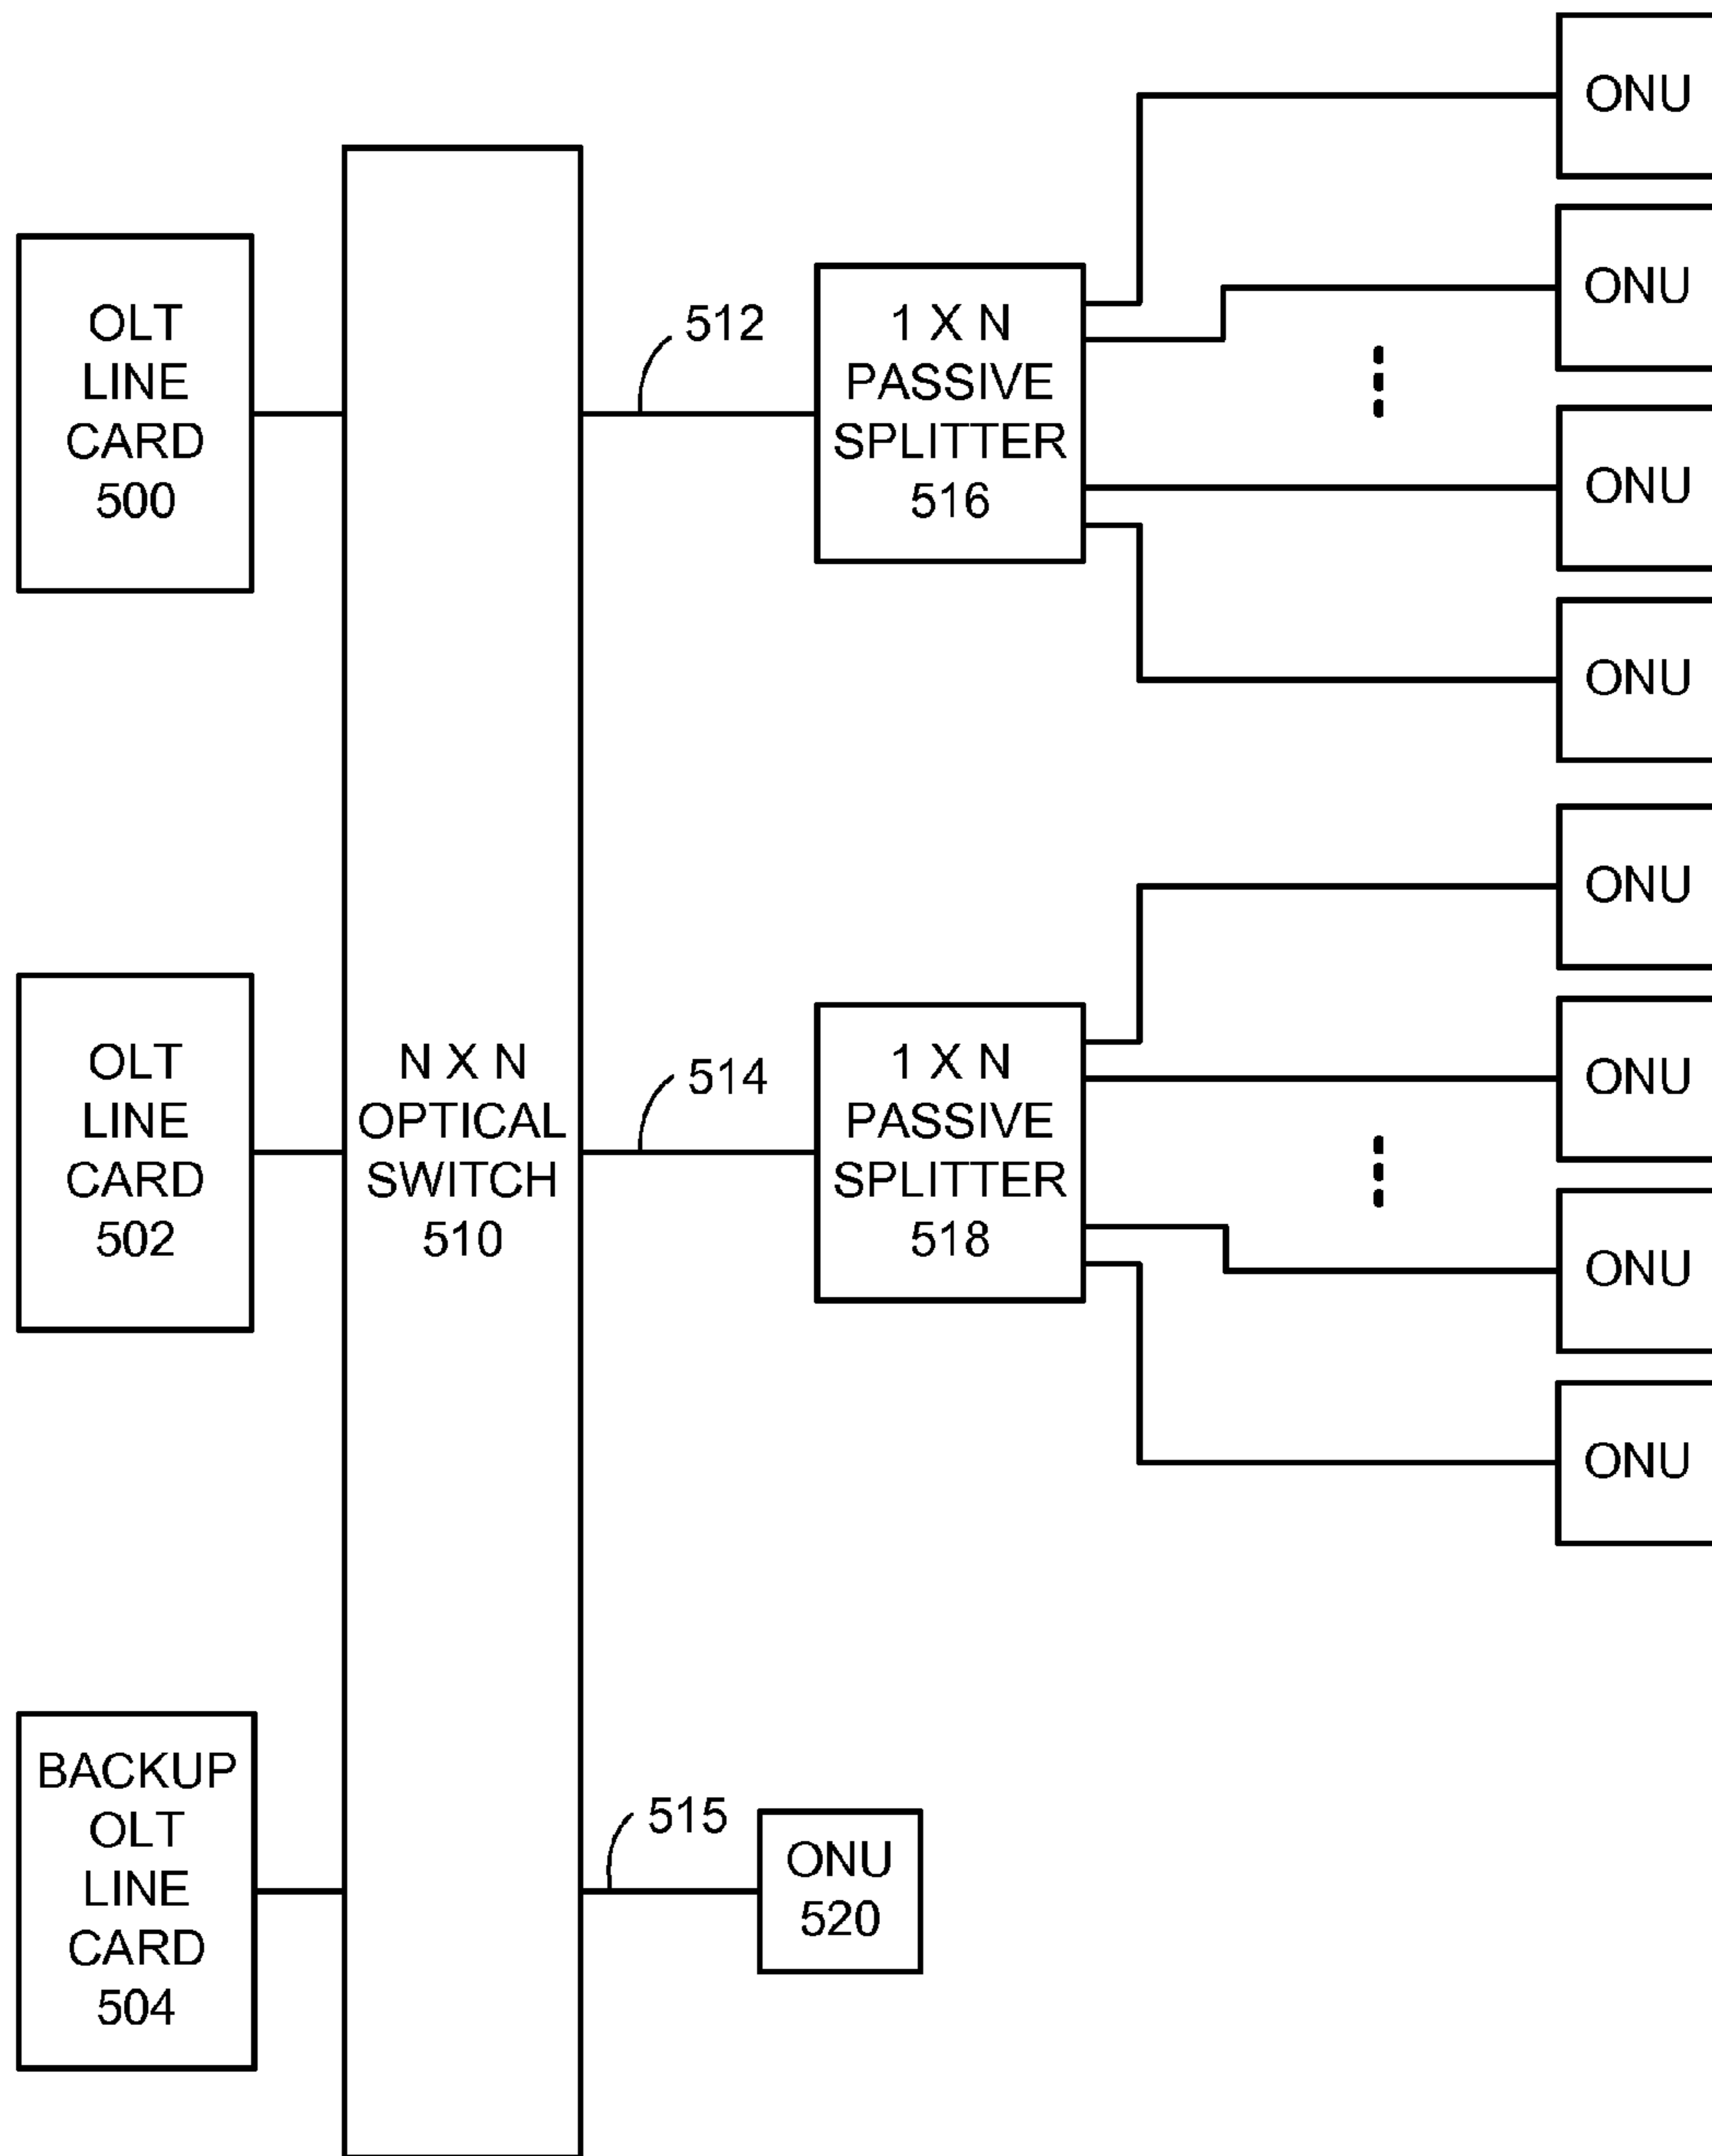 ONU
ONU
OLT
LINE
CARD
500
512
1 X N
PASSIVE
SPLITTER
516
ONU
ONU
ONU
OLT
LINE
CARD
502
N X N
OPTICAL
SWITCH
510
514
1 X N
PASSIVE
SPLITTER
518
ONU
ONU
ONU
BACKUP
OLT
LINE
CARD
504
515
ONU
520